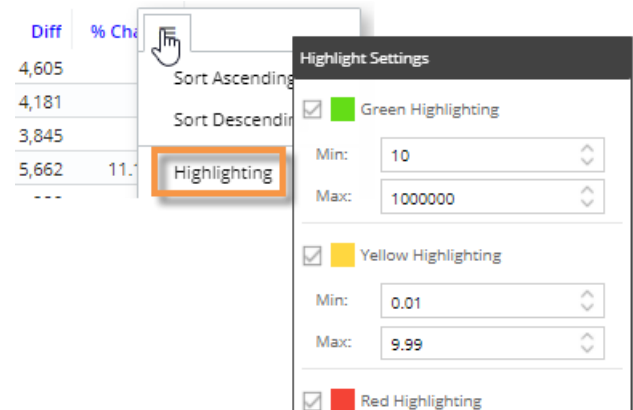 Diff % Cha
4,605
4,181
3,845
5,662 11.
Sort Ascending
Sort Descendin
Highlighting
Highlight Settings
Green Highlighting
Min: 10
Max: 1000000
Yellow Highlighting
Min: 0.01
Max: 9.99
Red Highlighting